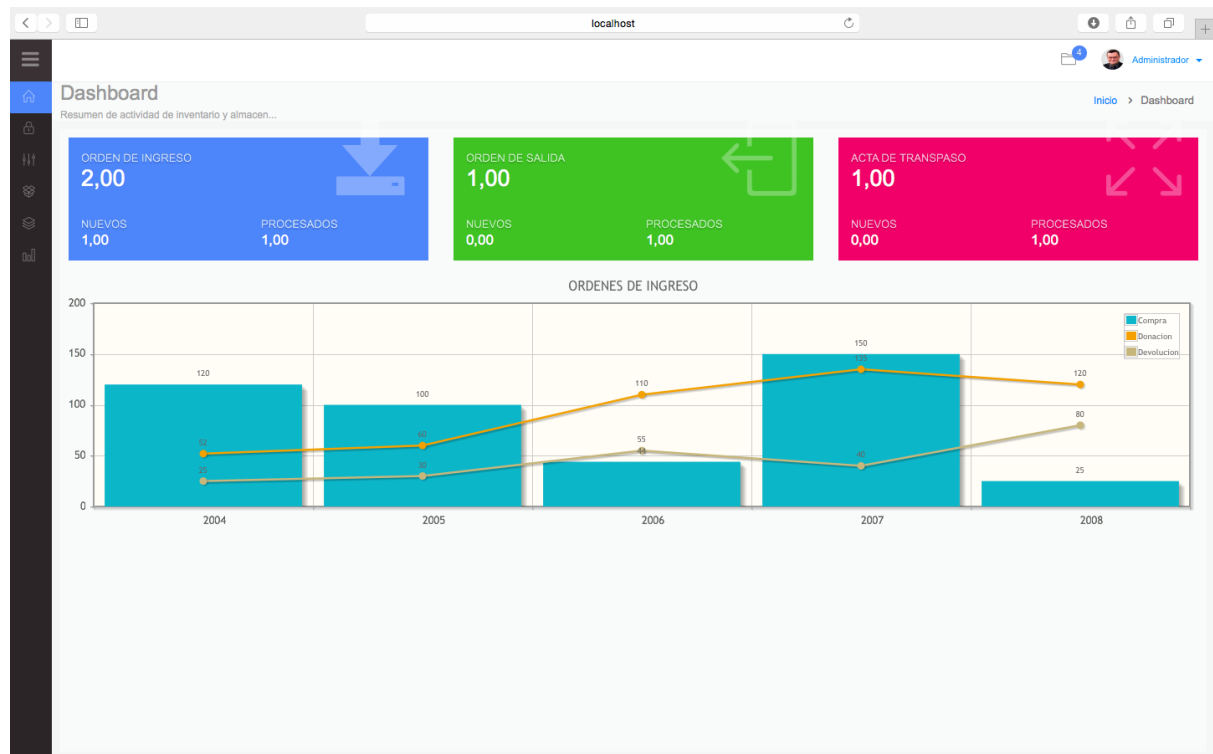 localhost
4
Administrador
Dashboard
Inicio > Dashboard
Resumen de actividad de inventario y almacen...
ORDEN DE INGRESO
2,00
NUEVOS PROCESADOS
1,00 1,00
ORDEN DE SALIDA
1,00
NUEVOS PROCESADOS
0,00 1,00
ACTA DE TRANSPASO
1,00
NUEVOS PROCESADOS
0,00 1,00
ORDENES DE INGRESO
200
150
100
50
0
Compra
Donacion
Devolucion
120
100
150
25
52
60
110
135
120
25
30
55
40
80
2004 2005 2006 2007 2008